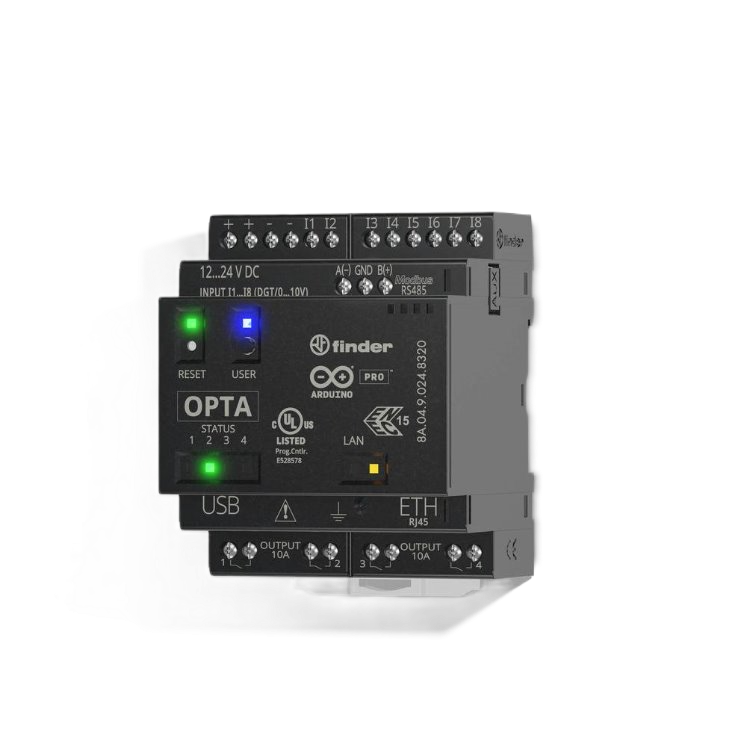 + + - - I1 I2 I3 I4 I5 I6 I7 I8
finder
12...24 V DC
A(-) GND B(+)
Modbus
RS485
AUX
INPUT I1...I8 (DGT/0...10V)
RESET USER
finder
ARDUINO PRO
8A.04.9.024.8320
OPTA
STATUS
1 2 3 4
C UL US
LISTED
Prog.Cntlr.
E528578
15
LAN
USB
ETH
RJ45
1 OUTPUT 10A 2
3 OUTPUT 10A 4
CE